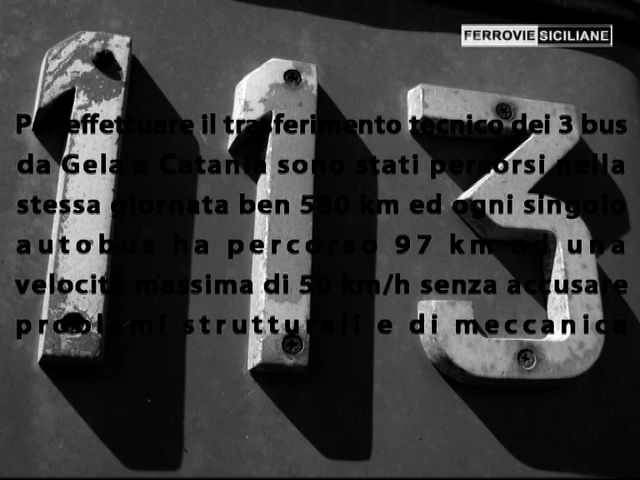 FERROVIE SICILIANE
113
Per effettuare il trasferimento tecnico dei 3 bus
da Gela a Catania sono stati percorsi nella
stessa giornata ben 580 km ed ogni singolo
autobus ha percorso 97 km ad una
velocità massima di 50 km/h senza accusare
problemi strutturali e di meccanica